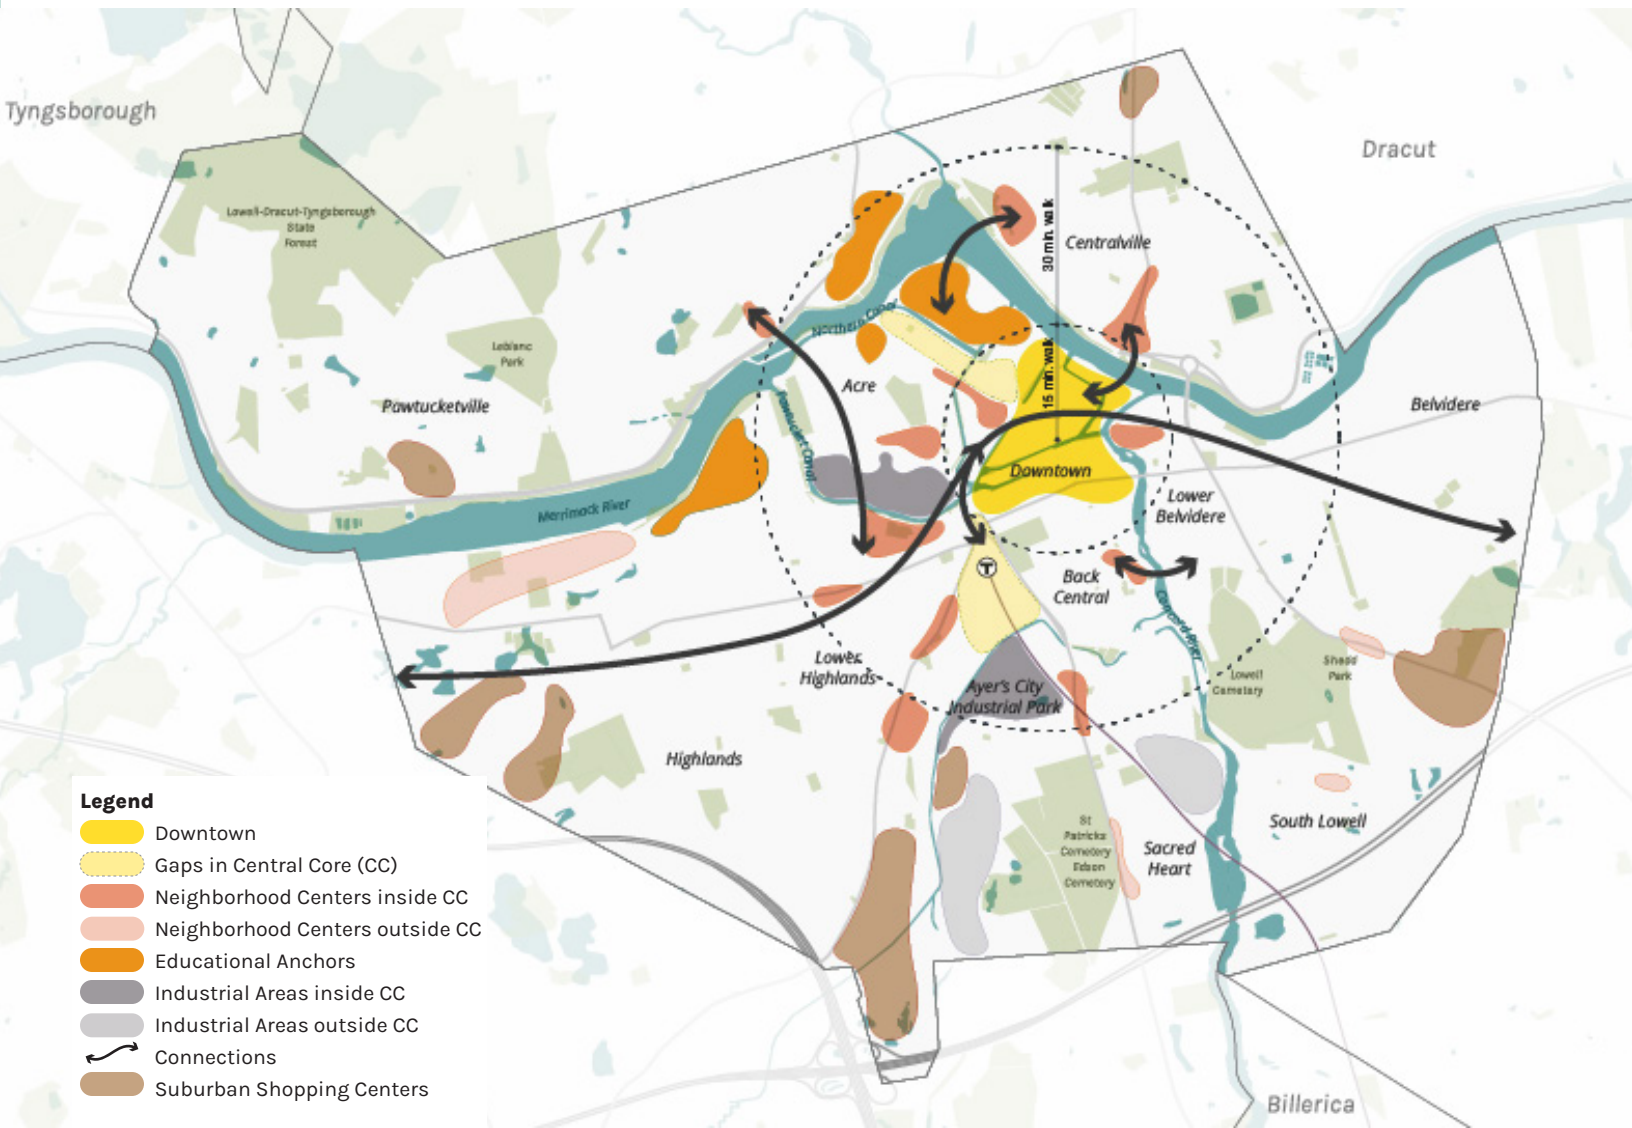 Tyngsborough
Dracut
Lowell-Dracut-Tyngsborough
State
Forest
30 min. walk
Centralville
Northern Canal
Leblanc
Park
15 min. walk
Acre
Pawtucketville
Pawtucket Canal
Belvidere
Downtown
Merrimack River
Lower
Belvidere
T
Back
Central
Concord River
Lower
Highlands
Ayer's City
Industrial Park
Lowell
Cemetary
Shedd
Park
Highlands
St
Patricks
Cemetery
Edson
Cemetery
Sacred
Heart
South Lowell
Billerica
Legend
Downtown
Gaps in Central Core (CC)
Neighborhood Centers inside CC
Neighborhood Centers outside CC
Educational Anchors
Industrial Areas inside CC
Industrial Areas outside CC
Connections
Suburban Shopping Centers